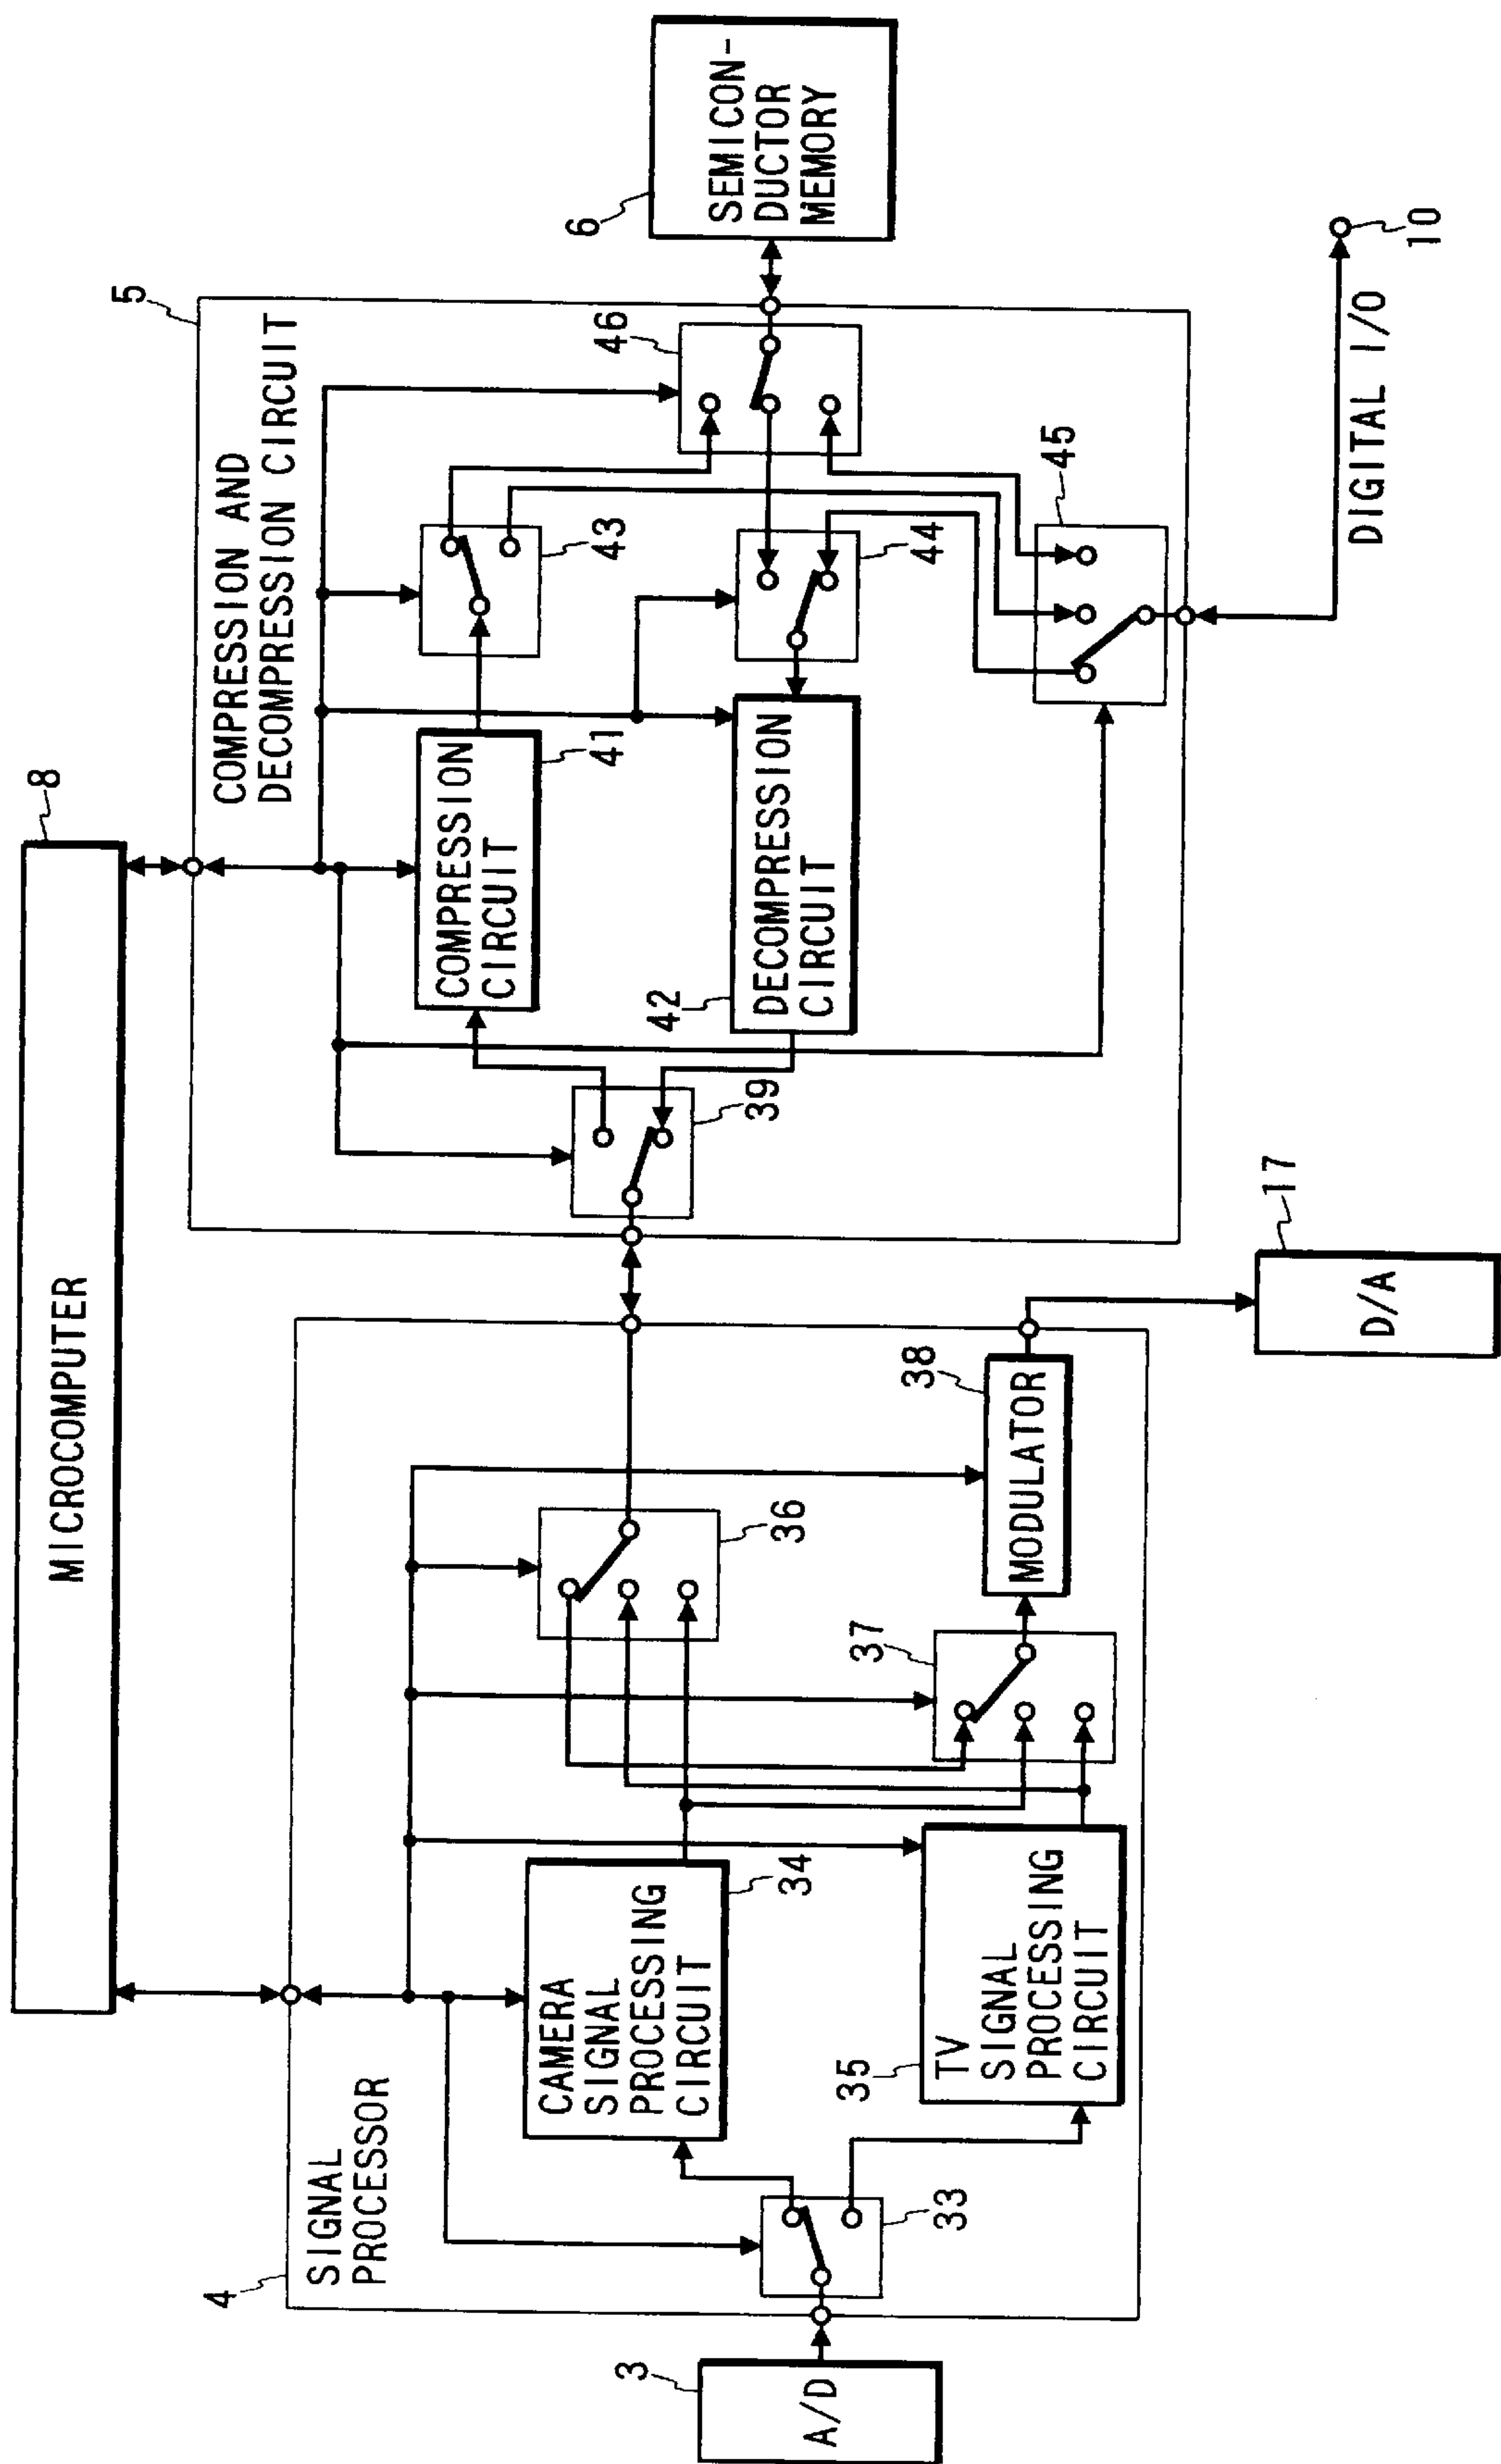 MICROCOMPUTER
8
4
SIGNAL
PROCESSOR
3
A/D
33
CAMERA
SIGNAL
PROCESSING
CIRCUIT
34
35
TV
SIGNAL
PROCESSING
CIRCUIT
36
37
38
MODULATOR
17
D/A
5
COMPRESSION AND
DECOMPRESSION CIRCUIT
39
COMPRESSION
CIRCUIT
41
42
DECOMPRESSION
CIRCUIT
43
44
45
46
6
SEMICON-
DUCTOR
MEMORY
DIGITAL I/O
10